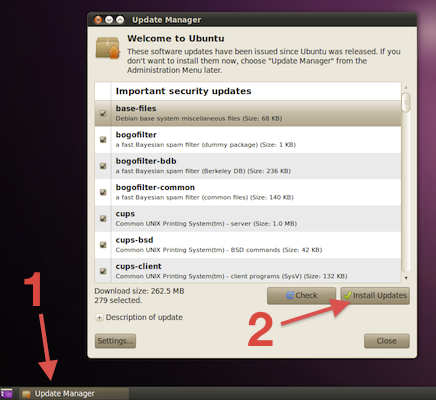 Update Manager
Welcome to Ubuntu
These software updates have been issued since Ubuntu was released. If you
don't want to install them now, choose "Update Manager" from the
Administration Menu later.
Important security updates
base-files
Debian base system miscellaneous files (Size: 68 KB)
bogofilter
a fast Bayesian spam filter (dummy package) (Size: 1 KB)
bogofilter-bdb
a fast Bayesian spam filter (Berkeley DB) (Size: 236 KB)
bogofilter-common
a fast Bayesian spam filter (common files) (Size: 140 KB)
cups
Common UNIX Printing System(tm) - server (Size: 1.0 MB)
cups-bsd
Common UNIX Printing System(tm) - BSD commands (Size: 42 KB)
cups-client
Common UNIX Printing System(tm) - client programs (SysV) (Size: 132 KB)
Download size: 262.5 MB
279 selected.
Check
Install Updates
1
2
Description of update
Settings...
Close
Update Manager